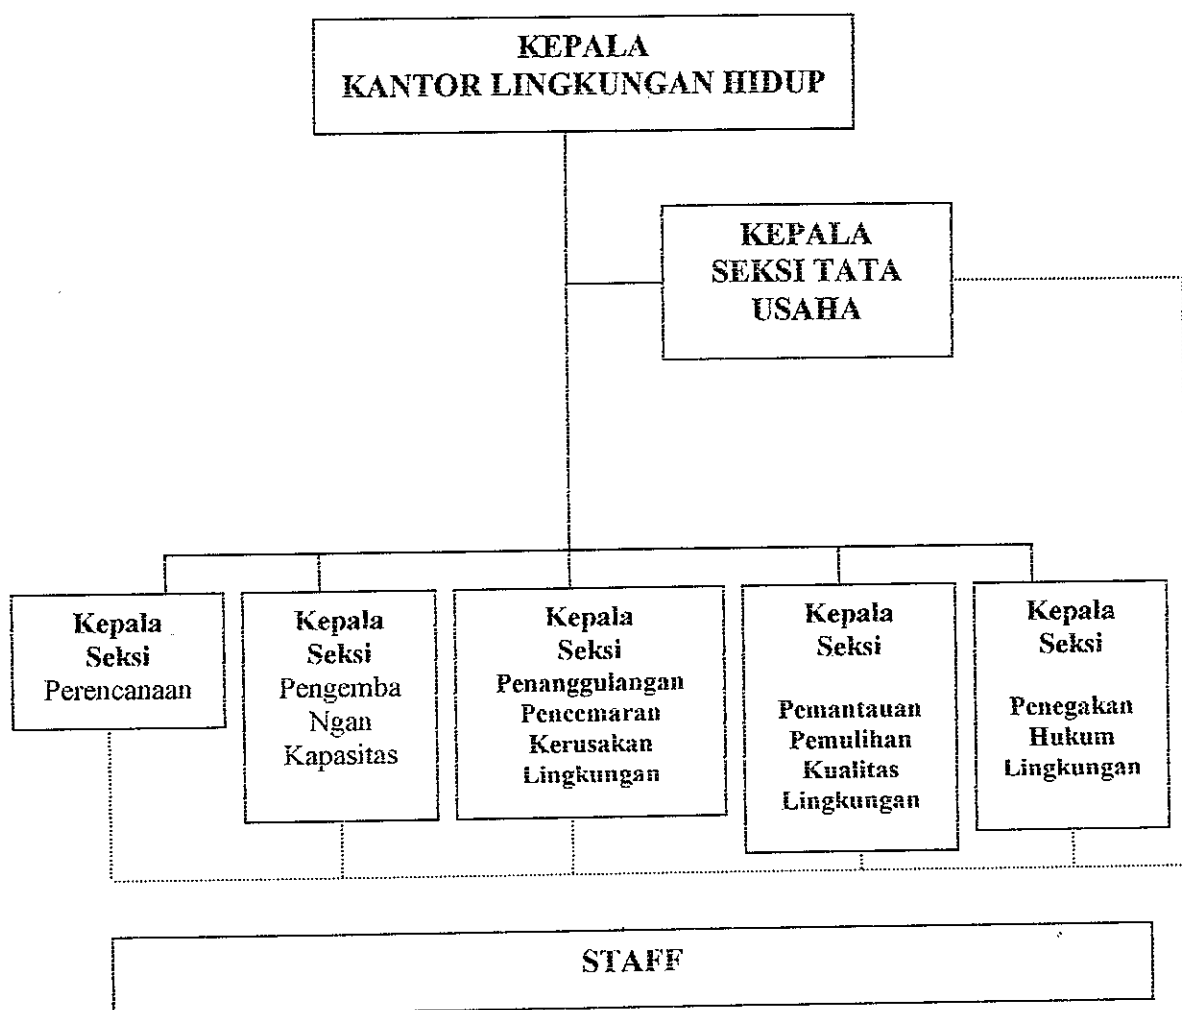 KEPALA
KANTOR LINGKUNGAN HIDUP
KEPALA
SEKSI TATA
USAHA
Kepala
Seksi
Perencanaan
Kepala
Seksi
Pengemba
Ngan
Kapasitas
Kepala
Seksi
Penanggulangan
Pencemaran
Kerusakan
Lingkungan
Kepala
Seksi
Pemantauan
Pemulihan
Kualitas
Lingkungan
Kepala
Seksi
Penegakan
Hukum
Lingkungan
STAFF